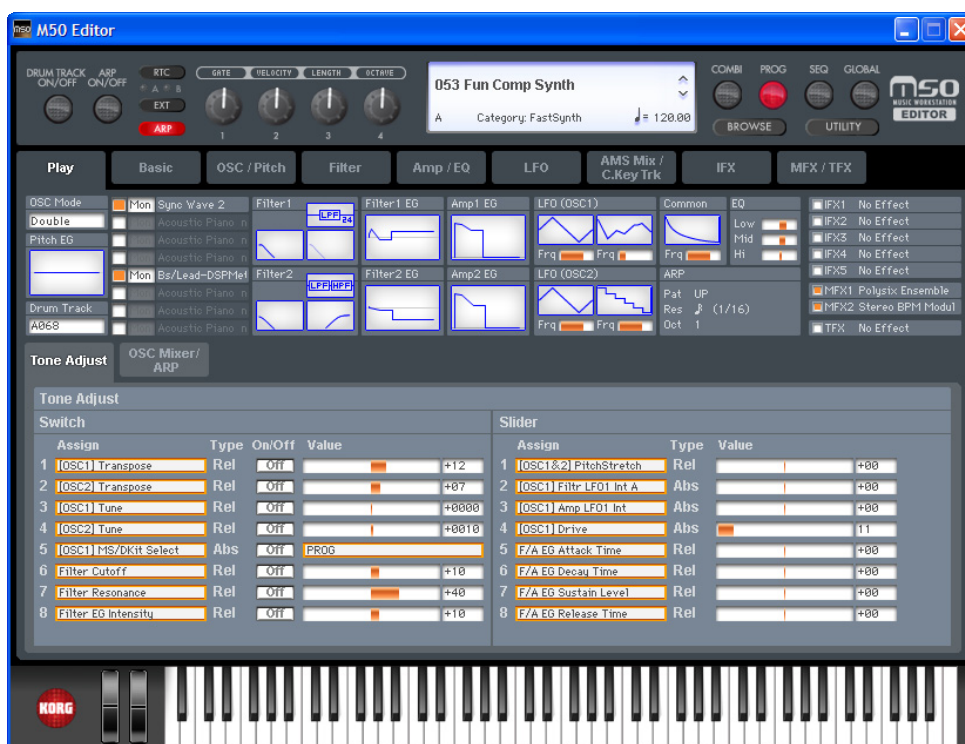 M50 Editor
DRUM TRACK ON/OFF
ARP ON/OFF
RTC
A B
EXT
ARP
GATE VELOCITY LENGTH OCTAVE
1 2 3 4
053 Fun Comp Synth
A Category: FastSynth ♩= 120.00
COMBI PROG SEQ GLOBAL
BROWSE UTILITY
M50
MUSIC WORKSTATION
EDITOR
Play Basic OSC / Pitch Filter Amp / EQ LFO AMS Mix / C.Key Trk IFX MFX / TFX
OSC Mode
Double
Pitch EG
Drum Track
A068
Mon Sync Wave 2
Acoustic Piano n
Acoustic Piano n
Acoustic Piano n
Mon Bs/Lead-DSPMet
Acoustic Piano n
Acoustic Piano n
Acoustic Piano n
Filter1
LPF 24
Filter2
LPF HPF
Filter1 EG
Filter2 EG
Amp1 EG
Amp2 EG
LFO (OSC1)
Frq Frq
LFO (OSC2)
Frq Frq
Common
Frq
EQ
Low
Mid
Hi
ARP
Pat UP
Res ♪ (1/16)
Oct 1
IFX1 No Effect
IFX2 No Effect
IFX3 No Effect
IFX4 No Effect
IFX5 No Effect
MFX1 Polysix Ensemble
MFX2 Stereo BPM Modul
TFX No Effect
Tone Adjust
OSC Mixer/ ARP
Tone Adjust
Switch
Assign Type On/Off Value
1 [OSC1] Transpose Rel Off +12
2 [OSC2] Transpose Rel Off +07
3 [OSC1] Tune Rel Off +0000
4 [OSC2] Tune Rel Off +0010
5 [OSC1] MS/DKit Select Abs Off PROG
6 Filter Cutoff Rel Off +10
7 Filter Resonance Rel Off +40
8 Filter EG Intensity Rel Off +10
Slider
Assign Type Value
1 [OSC1&2] PitchStretch Rel +00
2 [OSC1] Filtr LFO1 Int A Abs +00
3 [OSC1] Amp LFO1 Int Abs +00
4 [OSC1] Drive Abs 11
5 F/A EG Attack Time Rel +00
6 F/A EG Decay Time Rel +00
7 F/A EG Sustain Level Rel +00
8 F/A EG Release Time Rel +00
KORG